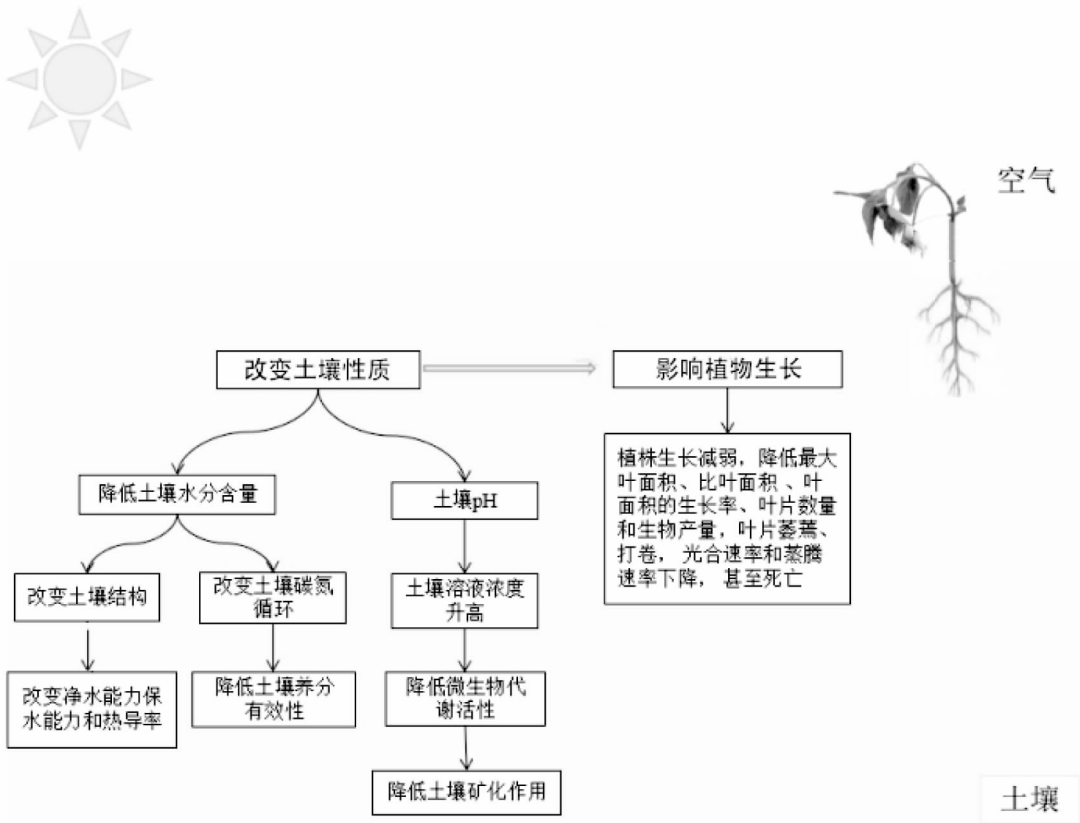 空气
改变土壤性质
影响植物生长
植株生长减弱，降低最大
叶面积、比叶面积、叶
面积的生长率、叶片数量
和生物产量，叶片萎蔫、
打卷，光合速率和蒸腾
速率下降，甚至死亡
降低土壤水分含量
土壤pH
改变土壤结构
改变土壤碳氮
循环
土壤溶液浓度
升高
改变净水能力保
水能力和热导率
降低土壤养分
有效性
降低微生物代
谢活性
降低土壤矿化作用
土壤